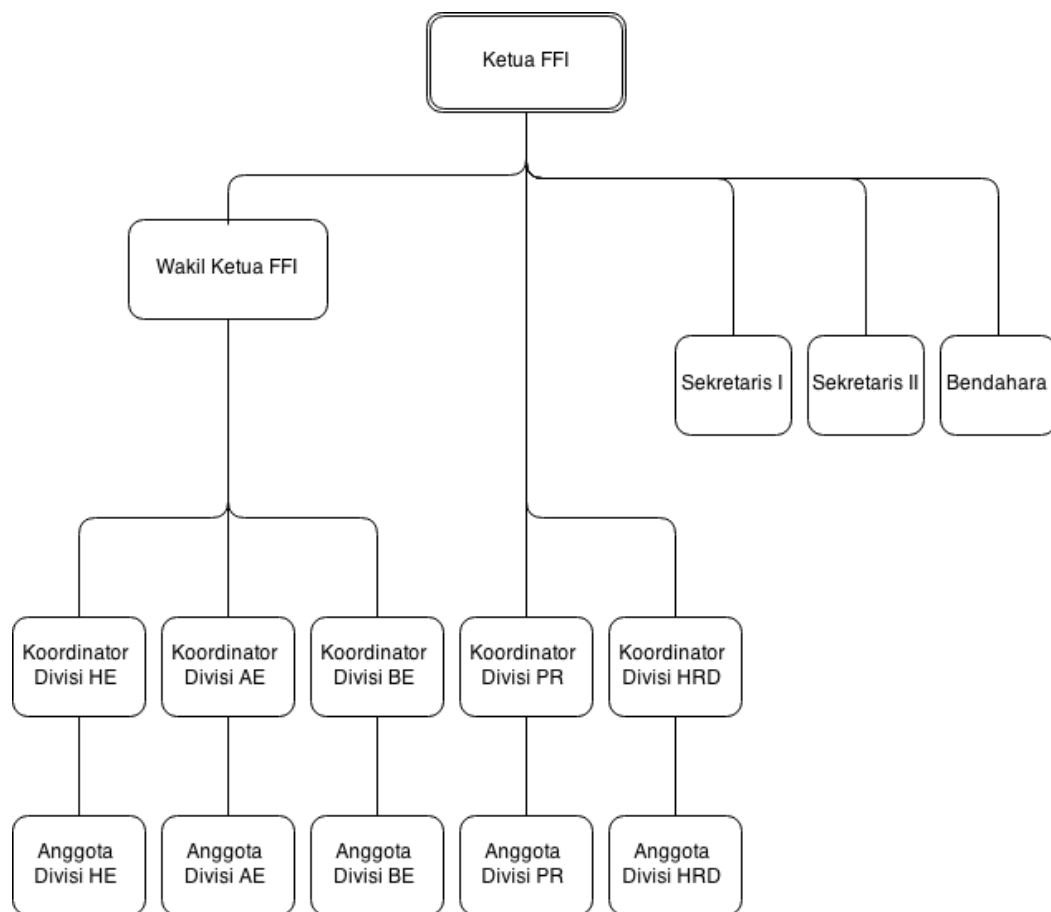 Ketua FFI
Wakil Ketua FFI
Sekretaris I
Sekretaris II
Bendahara
Koordinator
Divisi HE
Koordinator
Divisi AE
Koordinator
Divisi BE
Koordinator
Divisi PR
Koordinator
Divisi HRD
Anggota
Divisi HE
Anggota
Divisi AE
Anggota
Divisi BE
Anggota
Divisi PR
Anggota
Divisi HRD